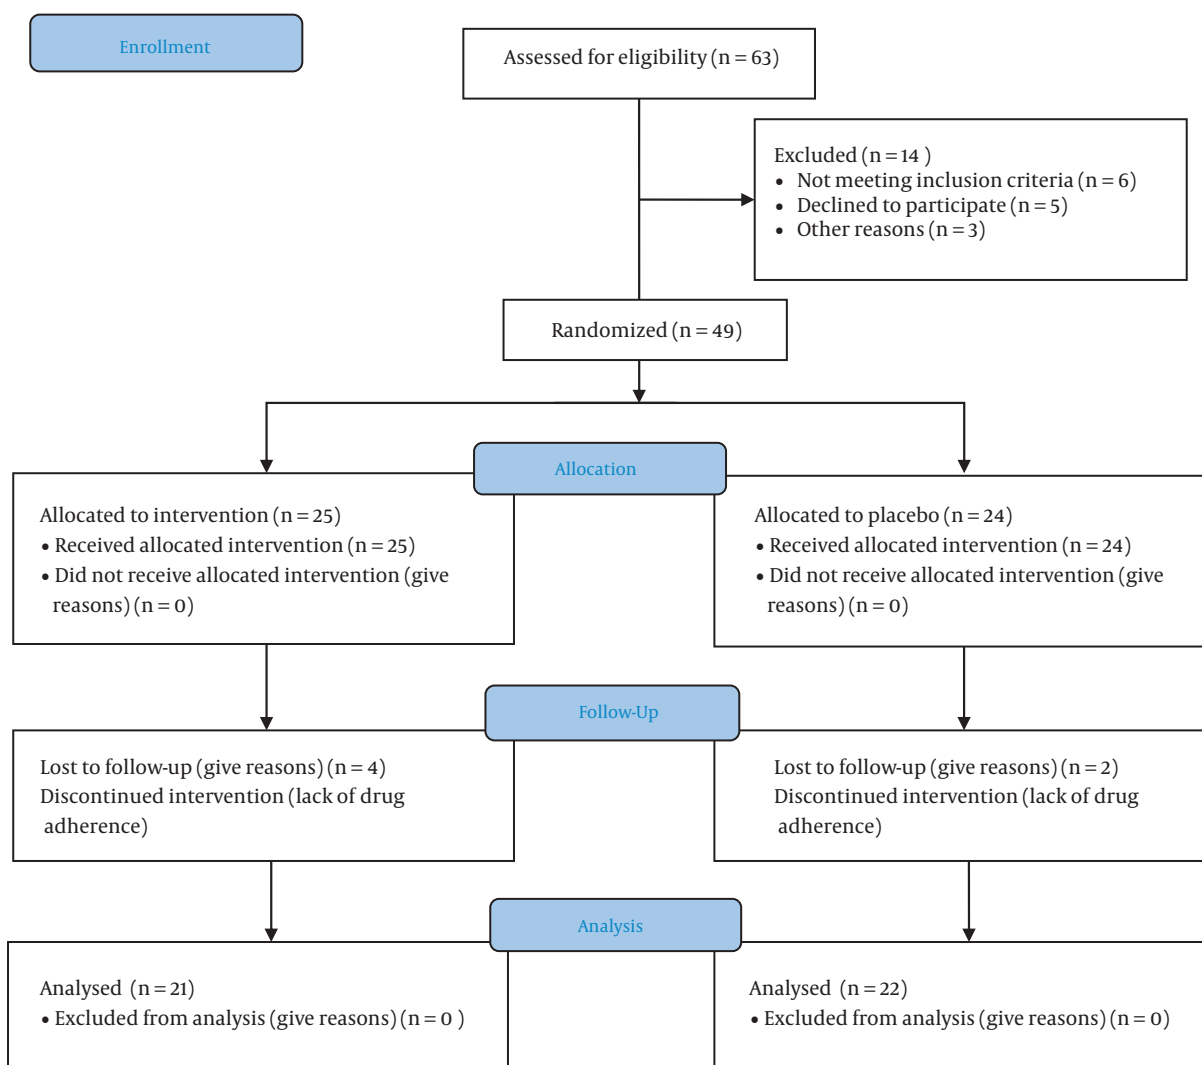 Enrollment
Assessed for eligibility (n = 63)
Excluded (n = 14 )
• Not meeting inclusion criteria (n = 6)
• Declined to participate (n = 5)
• Other reasons (n = 3)
Randomized (n = 49)
Allocation
Allocated to intervention (n = 25)
• Received allocated intervention (n = 25)
• Did not receive allocated intervention (give
reasons) (n = 0)
Allocated to placebo (n = 24)
• Received allocated intervention (n = 24)
• Did not receive allocated intervention (give
reasons) (n = 0)
Follow-Up
Lost to follow-up (give reasons) (n = 4)
Discontinued intervention (lack of drug
adherence)
Lost to follow-up (give reasons) (n = 2)
Discontinued intervention (lack of drug
adherence)
Analysis
Analysed (n = 21)
• Excluded from analysis (give reasons) (n = 0 )
Analysed (n = 22)
• Excluded from analysis (give reasons) (n = 0)